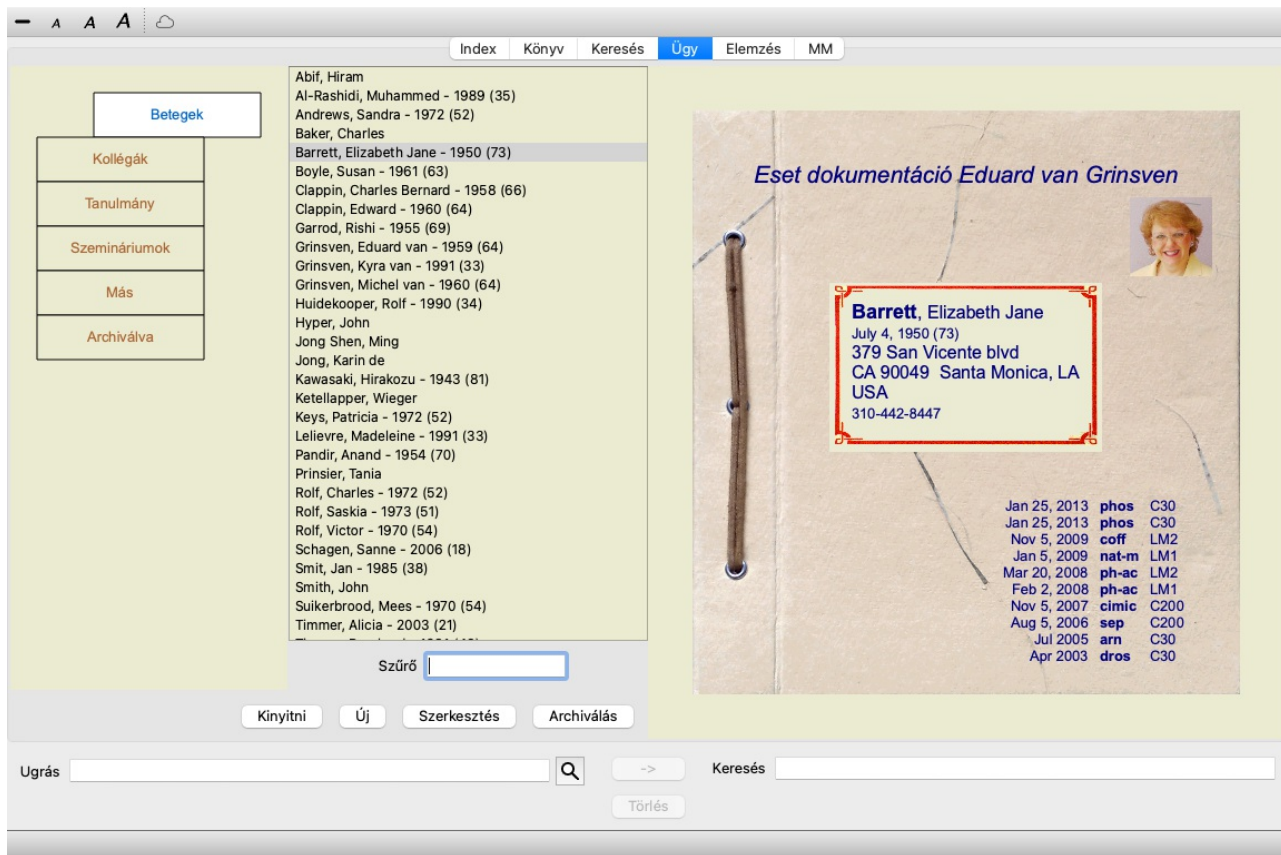 A A A
Index Könyv Keresés Ügy Elemzés MM
Betegek
Kollégák
Tanulmány
Szemináriumok
Más
Archiválva
Abif, Hiram
Al-Rashidi, Muhammed - 1989 (35)
Andrews, Sandra - 1972 (52)
Baker, Charles
Barrett, Elizabeth Jane - 1950 (73)
Boyle, Susan - 1961 (63)
Clappin, Charles Bernard - 1958 (66)
Clappin, Edward - 1960 (64)
Garrod, Rishi - 1955 (69)
Grinsven, Eduard van - 1959 (64)
Grinsven, Kyra van - 1991 (33)
Grinsven, Michel van - 1960 (64)
Huidekooper, Rolf - 1990 (34)
Hyper, John
Jong Shen, Ming
Jong, Karin de
Kawasaki, Hirakozu - 1943 (81)
Ketellapper, Wieger
Keys, Patricia - 1972 (52)
Lelievre, Madeleine - 1991 (33)
Pandir, Anand - 1954 (70)
Prinsier, Tania
Rolf, Charles - 1972 (52)
Rolf, Saskia - 1973 (51)
Rolf, Victor - 1970 (54)
Schagen, Sanne - 2006 (18)
Smit, Jan - 1985 (38)
Smith, John
Suikerbrood, Mees - 1970 (54)
Timmer, Alicia - 2003 (21)
Szűrő
Kinyitni Új Szerkesztés Archiválás
Eset dokumentáció Eduard van Grinsven
Barrett, Elizabeth Jane
July 4, 1950 (73)
379 San Vicente blvd
CA 90049 Santa Monica, LA
USA
310-442-8447
Jan 25, 2013 phos C30
Jan 25, 2013 phos C30
Nov 5, 2009 coff LM2
Jan 5, 2009 nat-m LM1
Mar 20, 2008 ph-ac LM2
Feb 2, 2008 ph-ac LM1
Nov 5, 2007 cimic C200
Aug 5, 2006 sep C200
Jul 2005 arn C30
Apr 2003 dros C30
Ugrás -> Keresés
Törlés